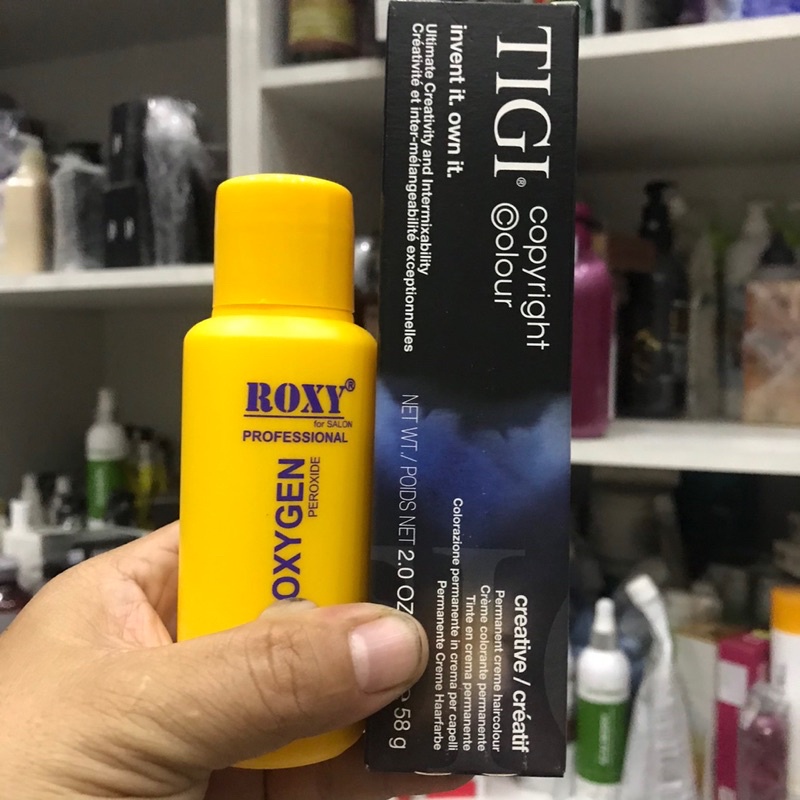 ROXY®
for SALON
PROFESSIONAL
OXYGEN
PEROXIDE
TIGI®
copyright
©olour
invent it. own it.
Ultimate Creativity and Intermixability
Créativité et inter-mélangeabilité exceptionnelles
NET WT./ POIDS NET 2.0 OZ 58 g
creative / créatif
Permanent creme haircolour
Crème colorante permanente
Tinte en crema permanente
Colorazione permanente in crema per capelli
Permanente Creme Haarfarbe